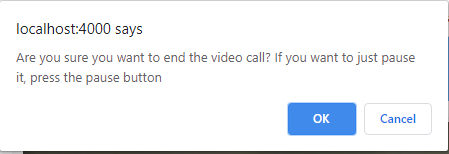 localhost:4000 says
Are you sure you want to end the video call? If you want to just pause
it, press the pause button
OK Cancel